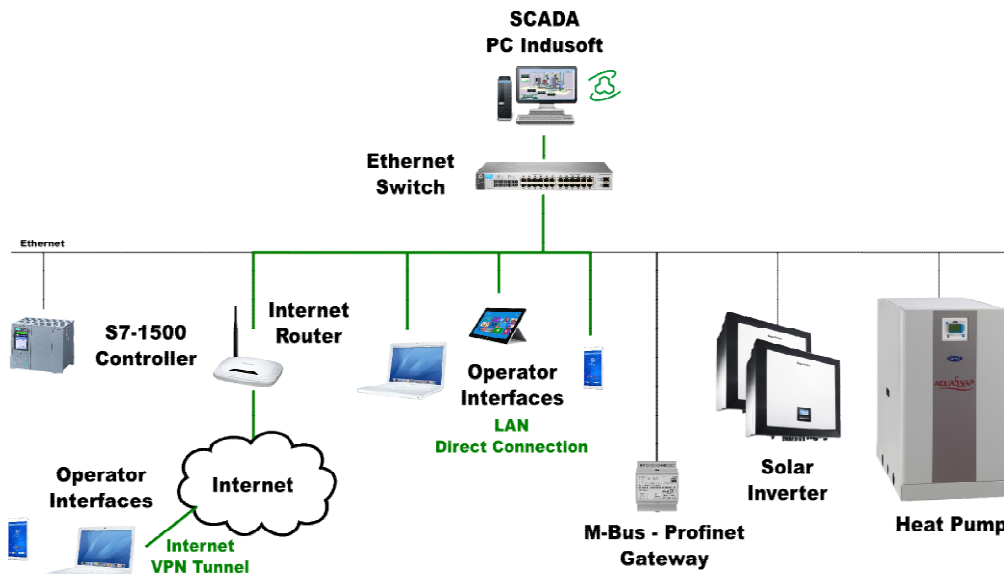 SCADA
PC Indusoft
Ethernet
Switch
Ethernet
S7-1500
Controller
Internet
Router
Operator
Interfaces
LAN
Direct Connection
Operator
Interfaces
Internet
Internet
VPN Tunnel
M-Bus - Profinet
Gateway
Solar
Inverter
AQUASNAP
Heat Pump